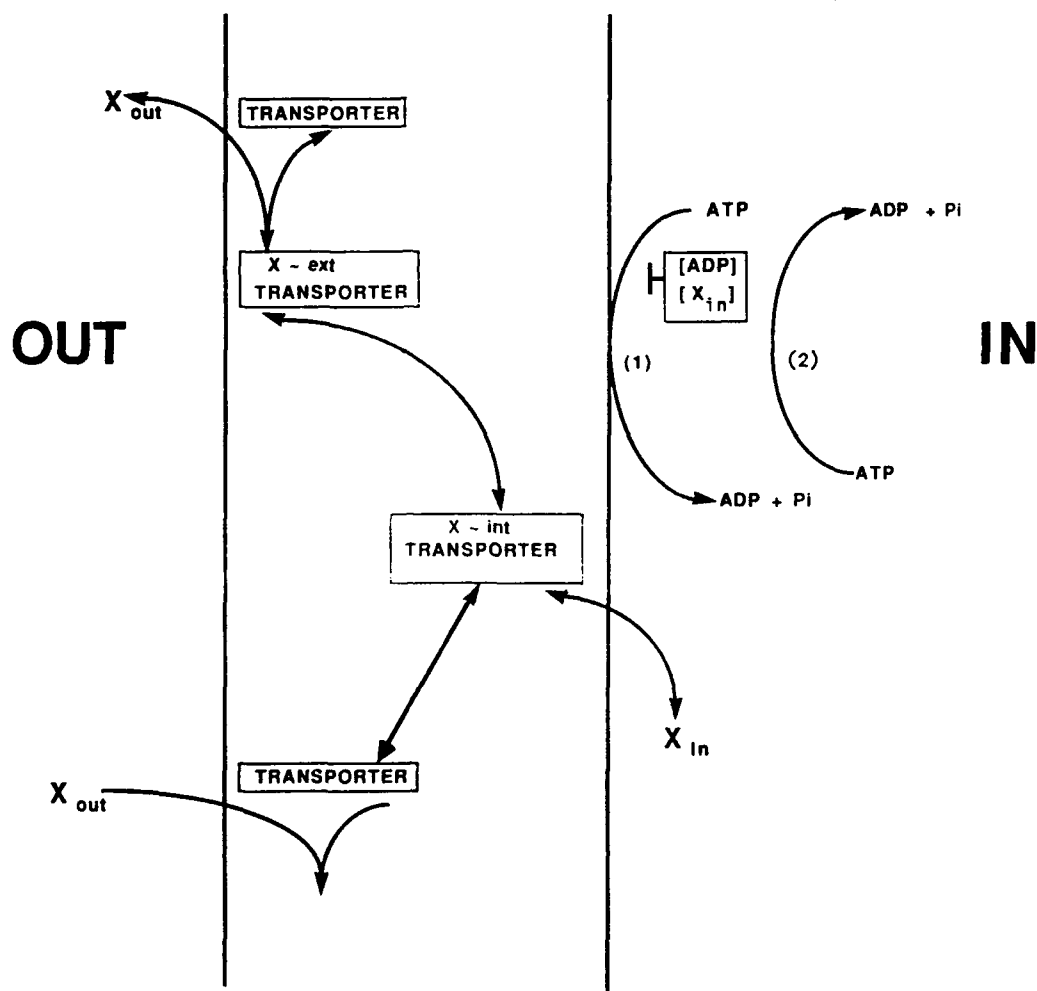 X out
TRANSPORTER
X ~ ext
TRANSPORTER
ATP
ADP + Pi
[ADP]
[X in]
OUT
(1)
(2)
IN
ATP
ADP + Pi
X ~ int
TRANSPORTER
X In
TRANSPORTER
X out